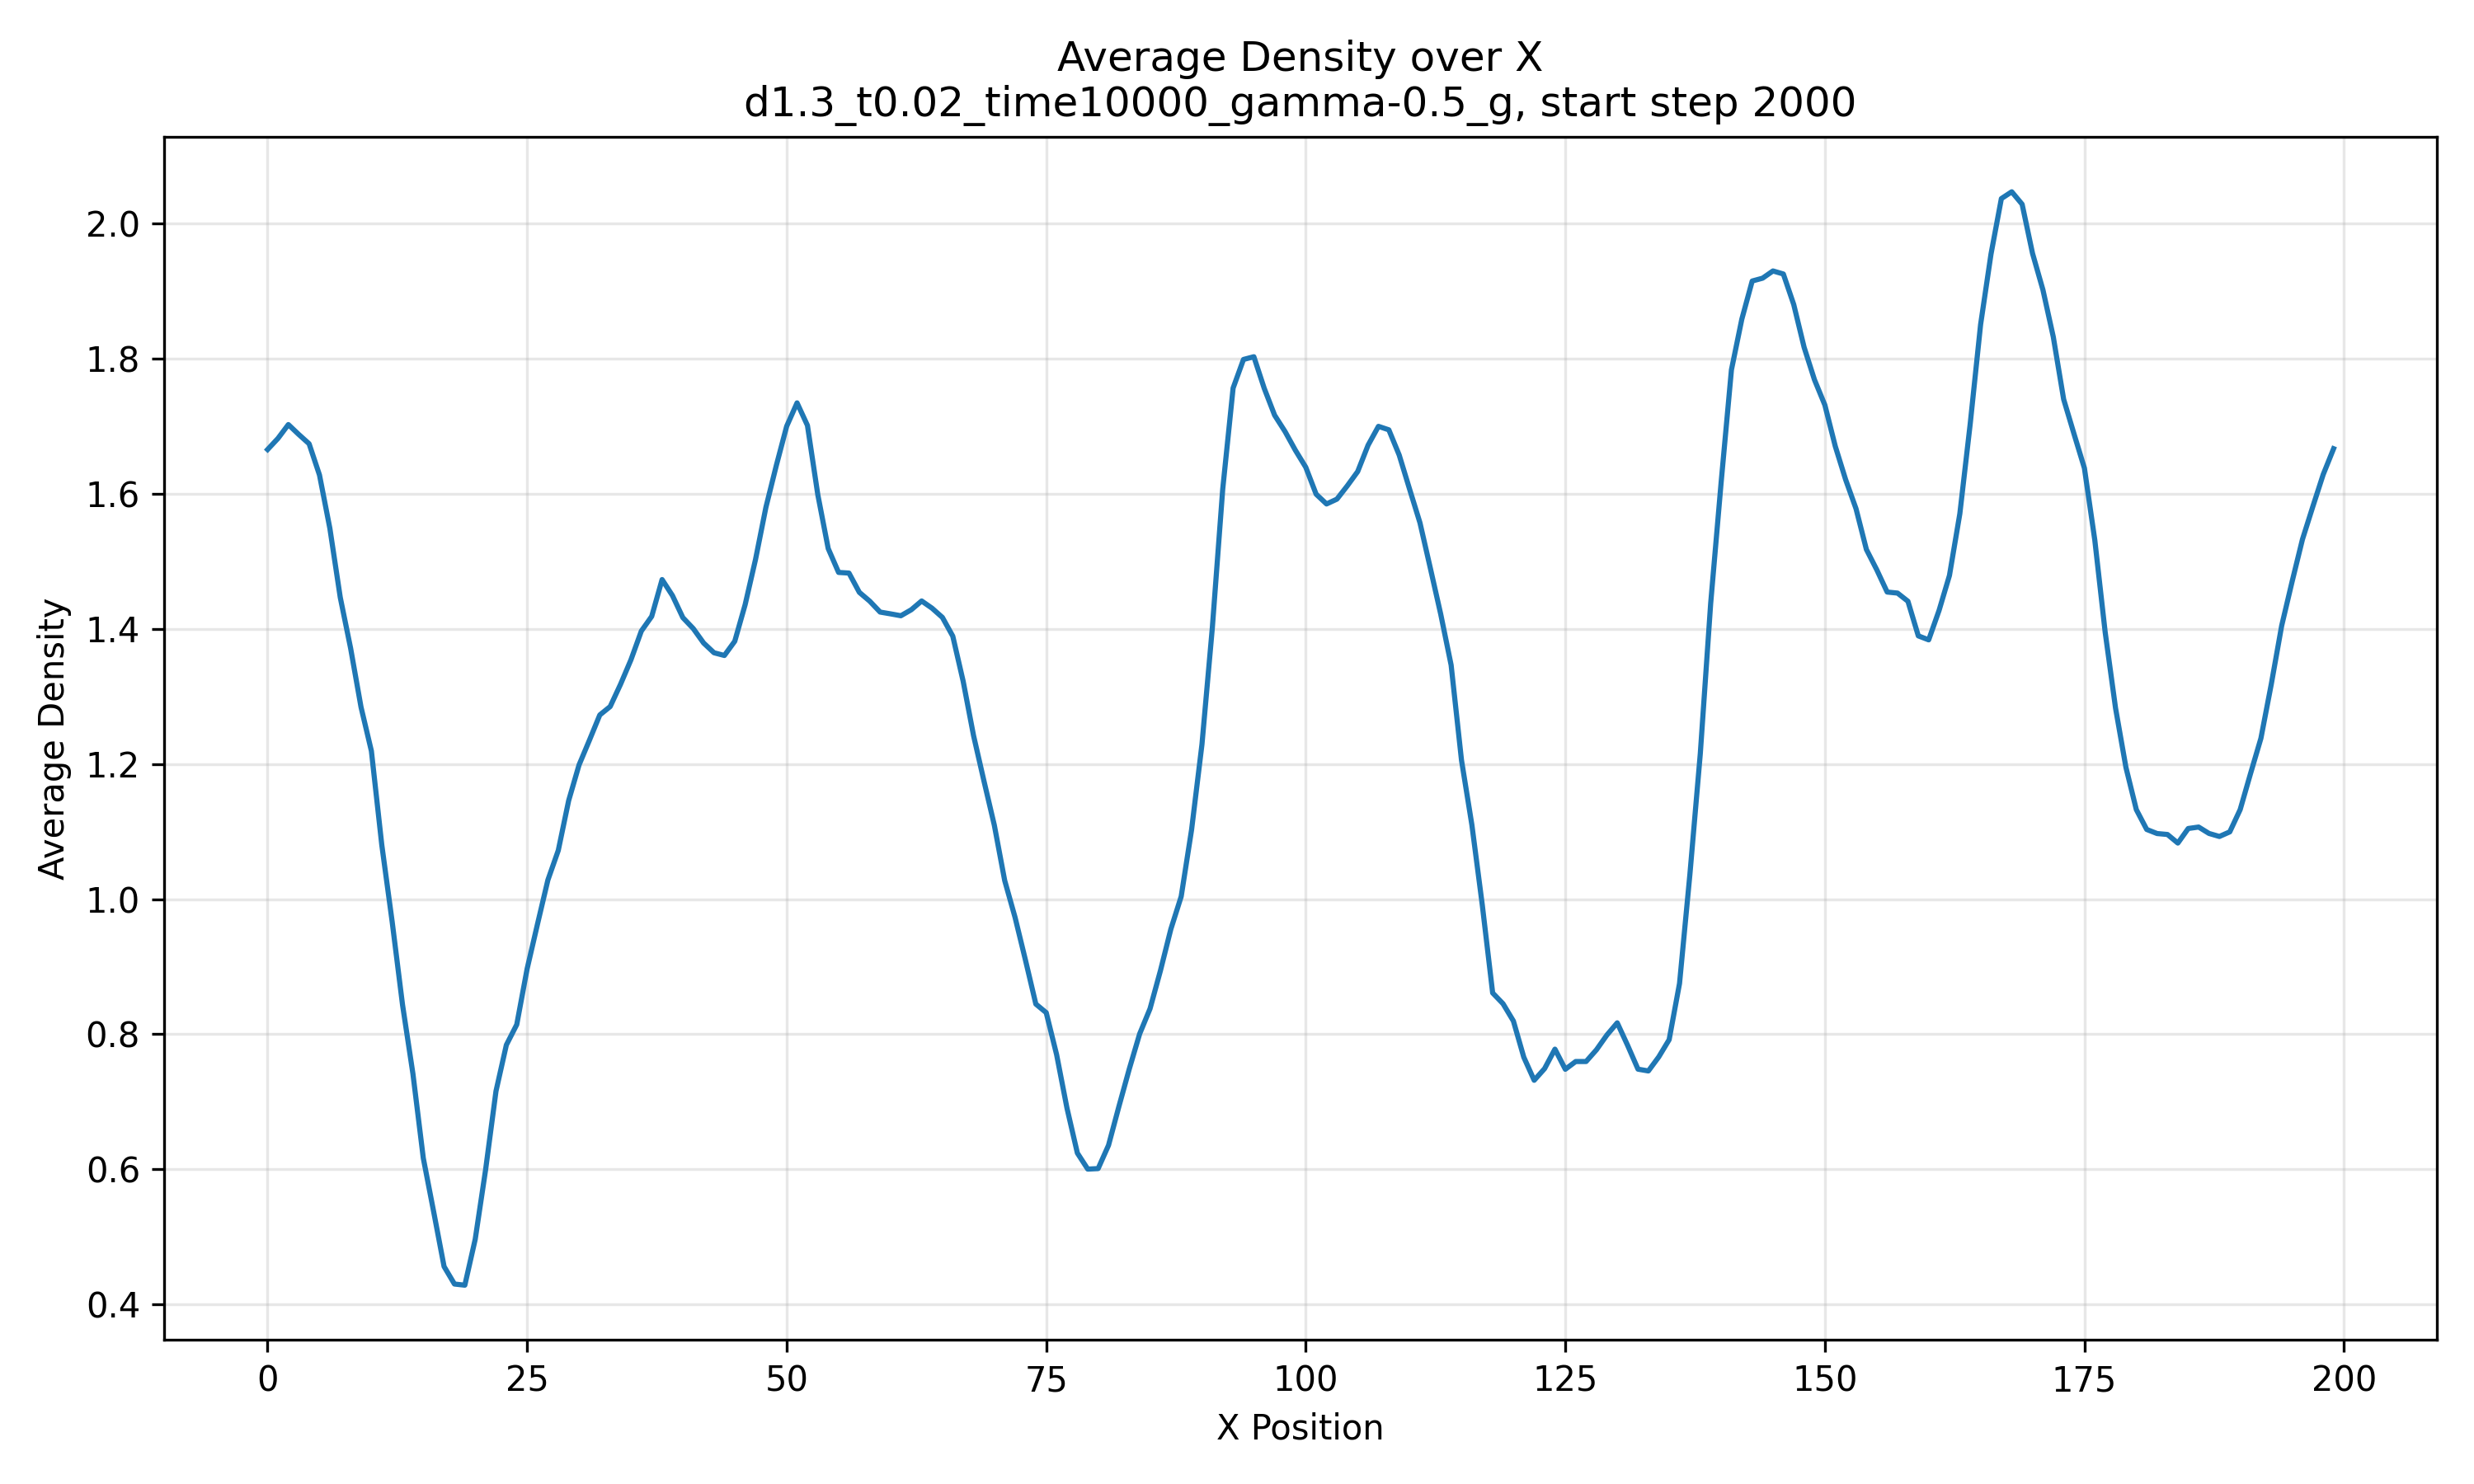 Average Density over X
d1.3_t0.02_time10000_gamma-0.5_g, start step 2000
Average Density
2.0
1.8
1.6
1.4
1.2
1.0
0.8
0.6
0.4
0 25 50 75 100 125 150 175 200
X Position